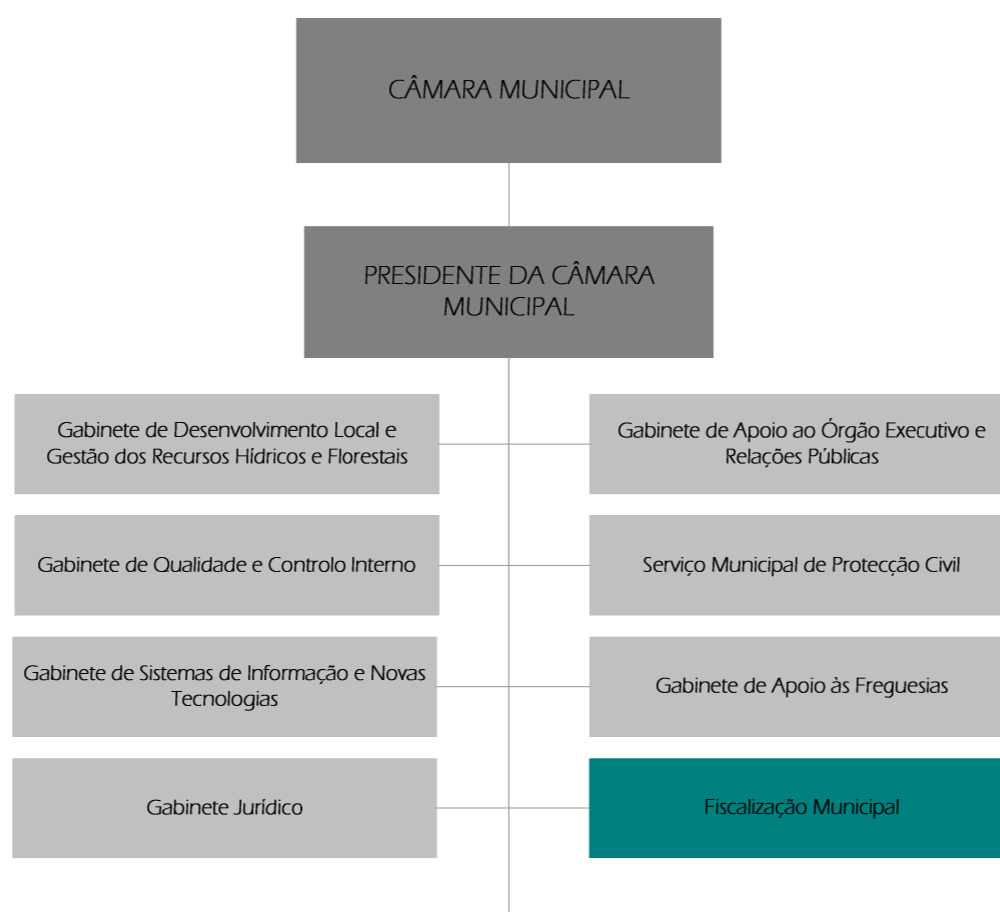 CÂMARA MUNICIPAL
PRESIDENTE DA CÂMARA
MUNICIPAL
Gabinete de Desenvolvimento Local e
Gestão dos Recursos Hídricos e Florestais
Gabinete de Apoio ao Órgão Executivo e
Relações Públicas
Gabinete de Qualidade e Controlo Interno
Serviço Municipal de Protecção Civil
Gabinete de Sistemas de Informação e Novas
Tecnologias
Gabinete de Apoio às Freguesias
Gabinete Jurídico
Fiscalização Municipal